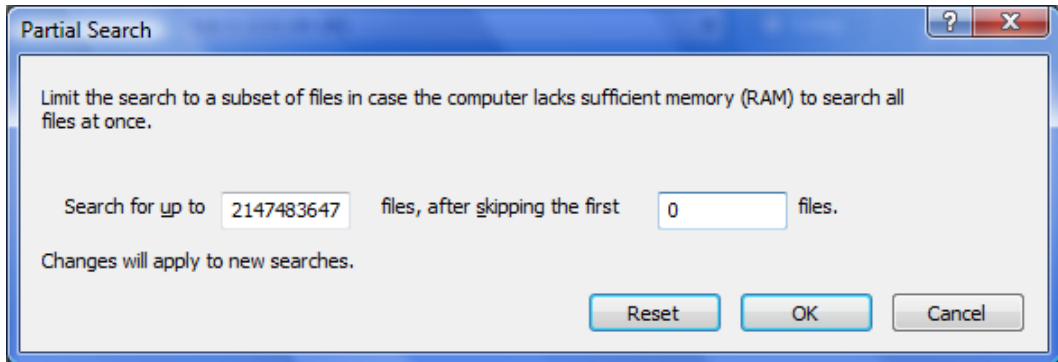 Partial Search
Limit the search to a subset of files in case the computer lacks sufficient memory (RAM) to search all
files at once.
Search for up to 2147483647 files, after skipping the first 0 files.
Changes will apply to new searches.
Reset OK Cancel